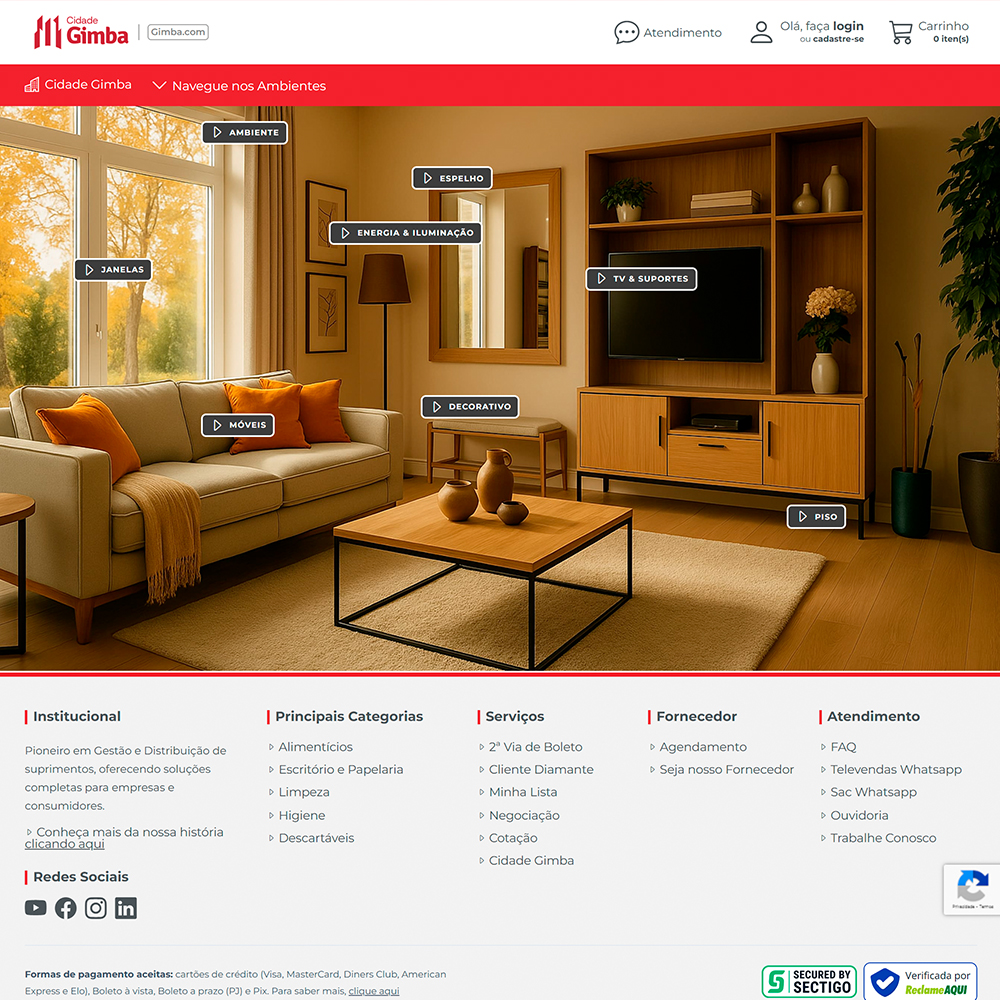 Cidade
Gimba
Gimba.com
Atendimento
Olá, faça login
ou cadastre-se
Carrinho
0 iten(s)
Cidade Gimba
Navegue nos Ambientes
AMBIENTE
ESPELHO
ENERGIA & ILUMINAÇÃO
JANELAS
TV & SUPORTES
DECORATIVO
MÓVEIS
PISO
Institucional
Pioneiro em Gestão e Distribuição de
suprimentos, oferecendo soluções
completas para empresas e
consumidores.
Conheça mais da nossa história
clicando aqui
Redes Sociais
Principais Categorias
Alimentícios
Escritório e Papelaria
Limpeza
Higiene
Descartáveis
Serviços
2ª Via de Boleto
Cliente Diamante
Minha Lista
Negociação
Cotação
Cidade Gimba
Fornecedor
Agendamento
Seja nosso Fornecedor
Atendimento
FAQ
Televendas Whatsapp
Sac Whatsapp
Ouvidoria
Trabalhe Conosco
Privacidade - Termos
Formas de pagamento aceitas: cartões de crédito (Visa, MasterCard, Diners Club, American
Express e Elo), Boleto à vista, Boleto a prazo (PJ) e Pix. Para saber mais, clique aqui
SECURED BY
SECTIGO
Verificada por
ReclameAQUI